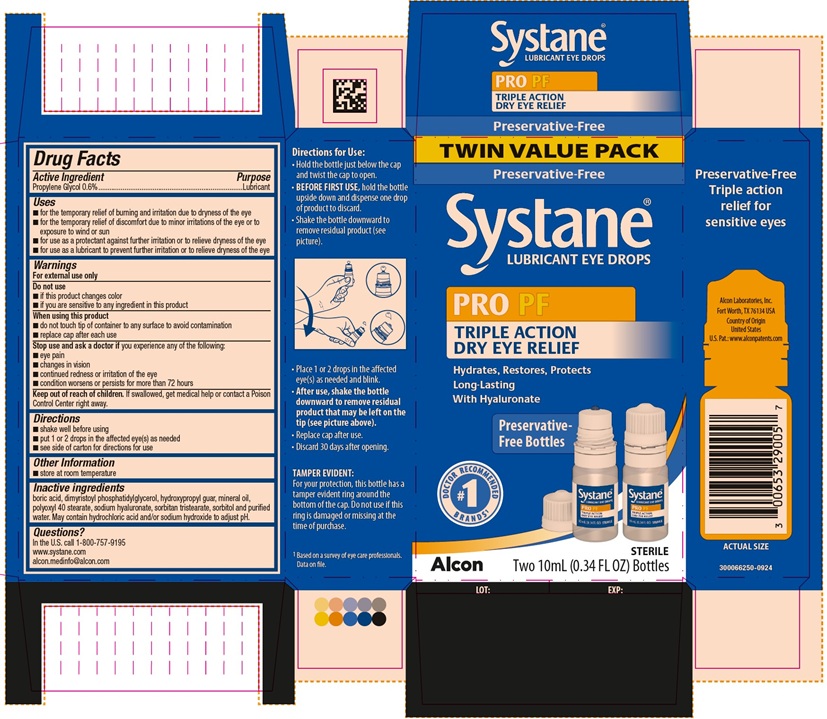 Drug Facts
Active Ingredient Purpose
Propylene Glycol 0.6%.......................................................Lubricant
Uses
■ for the temporary relief of burning and irritation due to dryness of the eye
■ for the temporary relief of discomfort due to minor irritations of the eye or to
exposure to wind or sun
■ for use as a protectant against further irritation or to relieve dryness of the eye
■ for use as a lubricant to prevent further irritation or to relieve dryness of the eye
Warnings
For external use only
Do not use
■ if this product changes color
■ if you are sensitive to any ingredient in this product
When using this product
■ do not touch tip of container to any surface to avoid contamination
■ replace cap after each use
Stop use and ask a doctor if you experience any of the following:
■ eye pain
■ changes in vision
■ continued redness or irritation of the eye
■ condition worsens or persists for more than 72 hours
Keep out of reach of children. If swallowed, get medical help or contact a Poison
Control Center right away.
Directions
■ shake well before using
■ put 1 or 2 drops in the affected eye(s) as needed
■ see side of carton for directions for use
Other Information
■ store at room temperature
Inactive ingredients
boric acid, dimyristoyl phosphatidylglycerol, hydroxypropyl guar, mineral oil,
polyoxyl 40 stearate, sodium hyaluronate, sorbitan tristearate, sorbitol and purified
water. May contain hydrochloric acid and/or sodium hydroxide to adjust pH.
Questions?
In the U.S. call 1-800-757-9195
www.systane.com
alcon.medinfo@alcon.com
Directions for Use:
• Hold the bottle just below the cap
and twist the cap to open.
• BEFORE FIRST USE, hold the bottle
upside down and dispense one drop
of product to discard.
• Shake the bottle downward to
remove residual product (see
picture).
• Place 1 or 2 drops in the affected
eye(s) as needed and blink.
• After use, shake the bottle
downward to remove residual
product that may be left on the
tip (see picture above).
• Replace cap after use.
• Discard 30 days after opening.
TAMPER EVIDENT:
For your protection, this bottle has a
tamper evident ring around the
bottom of the cap. Do not use if this
ring is damaged or missing at the
time of purchase.
¹ Based on a survey of eye care professionals.
Data on file.
Systane®
LUBRICANT EYE DROPS
PRO PF
TRIPLE ACTION
DRY EYE RELIEF
Preservative-Free
TWIN VALUE PACK
Preservative-Free
Systane®
LUBRICANT EYE DROPS
PRO PF
TRIPLE ACTION
DRY EYE RELIEF
Hydrates, Restores, Protects
Long-Lasting
With Hyaluronate
Preservative-
Free Bottles
DOCTOR RECOMMENDED
#1
BRANDS¹
Systane
PRO PF
Systane
PRO PF
STERILE
Alcon Two 10mL (0.34 FL OZ) Bottles
LOT: EXP:
Preservative-Free
Triple action
relief for
sensitive eyes
Alcon Laboratories, Inc.
Fort Worth, TX 76134 USA
Country of Origin
United States
U.S. Pat.: www.alconpatents.com
3 00653 29005 7
ACTUAL SIZE
300066250-0924